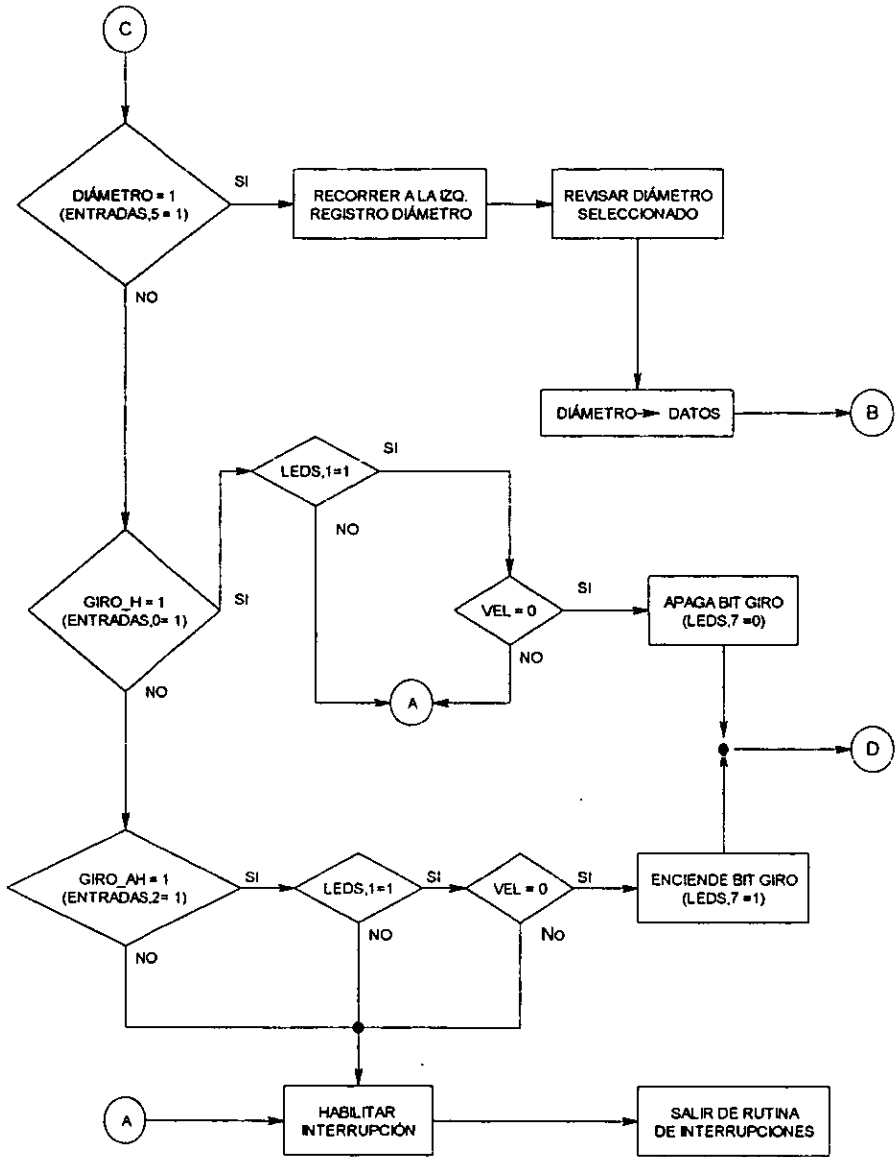 C
DIÁMETRO = 1
(ENTRADAS,5 = 1)
SI
NO
RECORRER A LA IZQ.
REGISTRO DIÁMETRO
REVISAR DIÁMETRO
SELECCIONADO
DIÁMETRO DATOS
B
GIRO_H = 1
(ENTRADAS,0= 1)
SI
NO
LEDS,1=1
SI
NO
VEL = 0
SI
NO
APAGA BIT GIRO
(LEDS,7 =0)
A
D
GIRO_AH = 1
(ENTRADAS,2= 1)
SI
NO
LEDS,1=1
SI
NO
VEL = 0
SI
No
ENCIENDE BIT GIRO
(LEDS,7 =1)
A
HABILITAR
INTERRUPCIÓN
SALIR DE RUTINA
DE INTERRUPCIONES